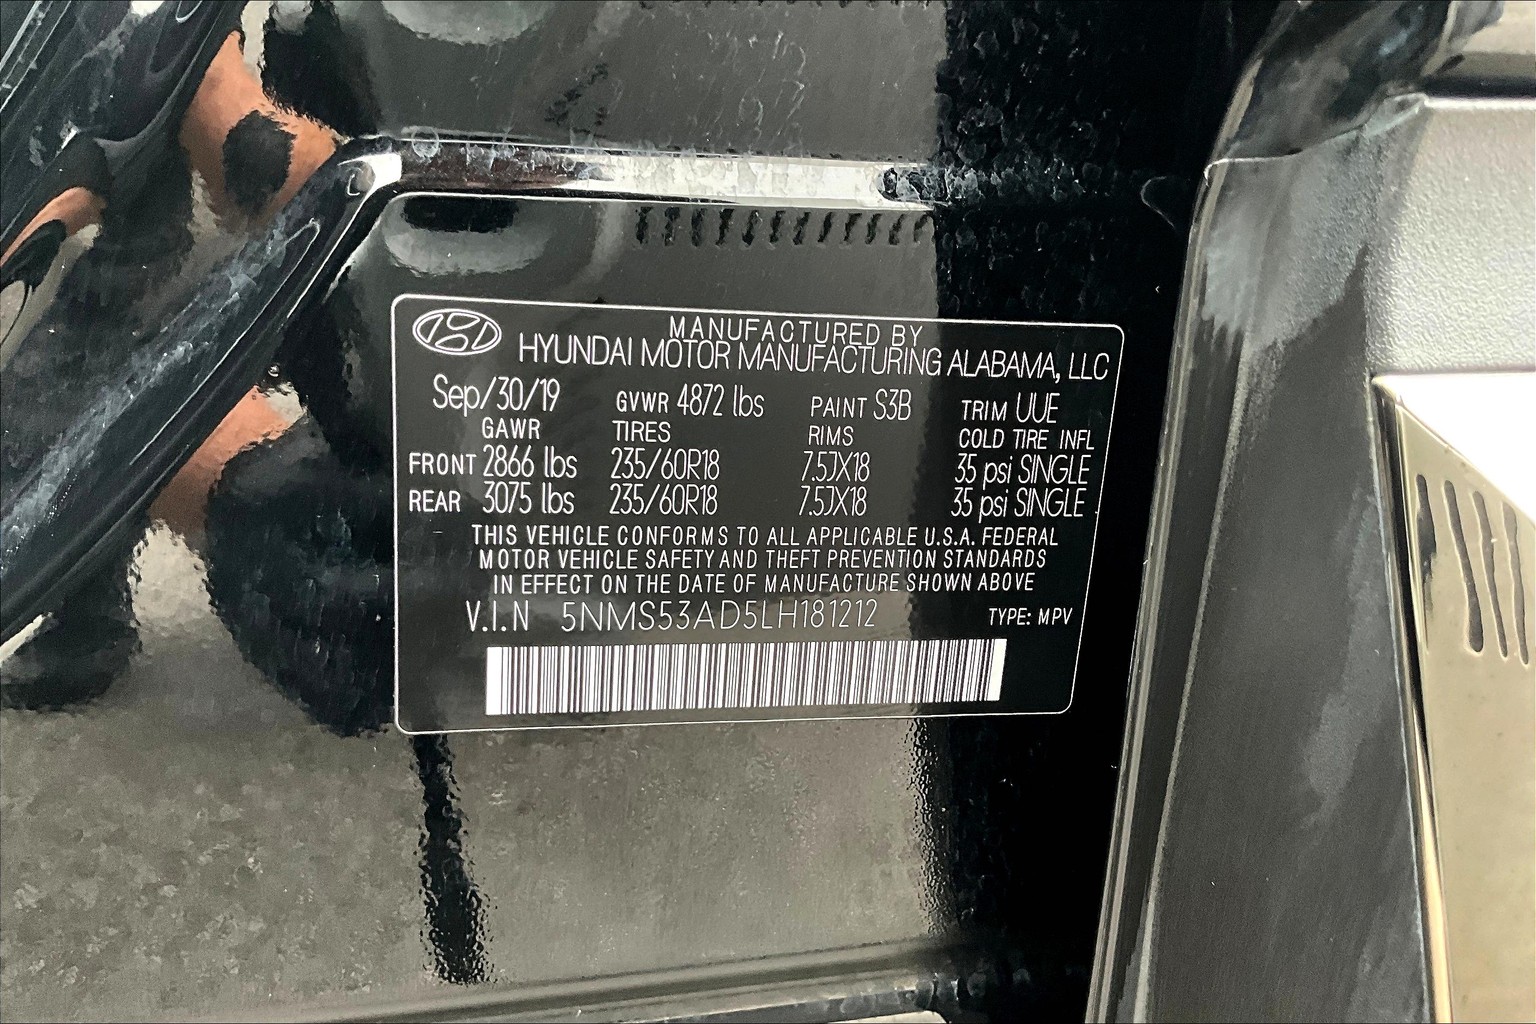 MANUFACTURED BY
HYUNDAI MOTOR MANUFACTURING ALABAMA, LLC
Sep/30/19 GVWR 4872 lbs PAINT S3B TRIM UUE
GAWR TIRES RIMS COLD TIRE INFL
FRONT 2866 lbs 235/60R18 7.5JX18 35 psi SINGLE
REAR 3075 lbs 235/60R18 7.5JX18 35 psi SINGLE
THIS VEHICLE CONFORMS TO ALL APPLICABLE U.S.A. FEDERAL
MOTOR VEHICLE SAFETY AND THEFT PREVENTION STANDARDS
IN EFFECT ON THE DATE OF MANUFACTURE SHOWN ABOVE
V.I.N 5NMS53AD5LH181212 TYPE: MPV